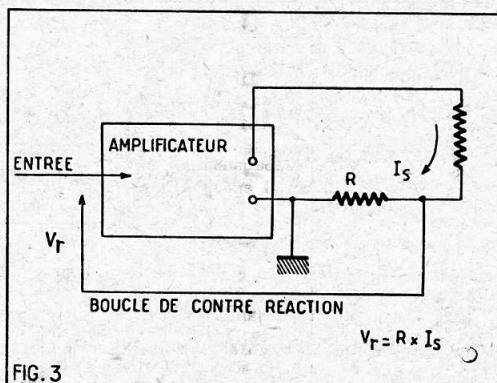 AMPLIFICATEUR
ENTREE
R
Is
Vr
BOUCLE DE CONTRE REACTION
Vr = R × Is
FIG. 3